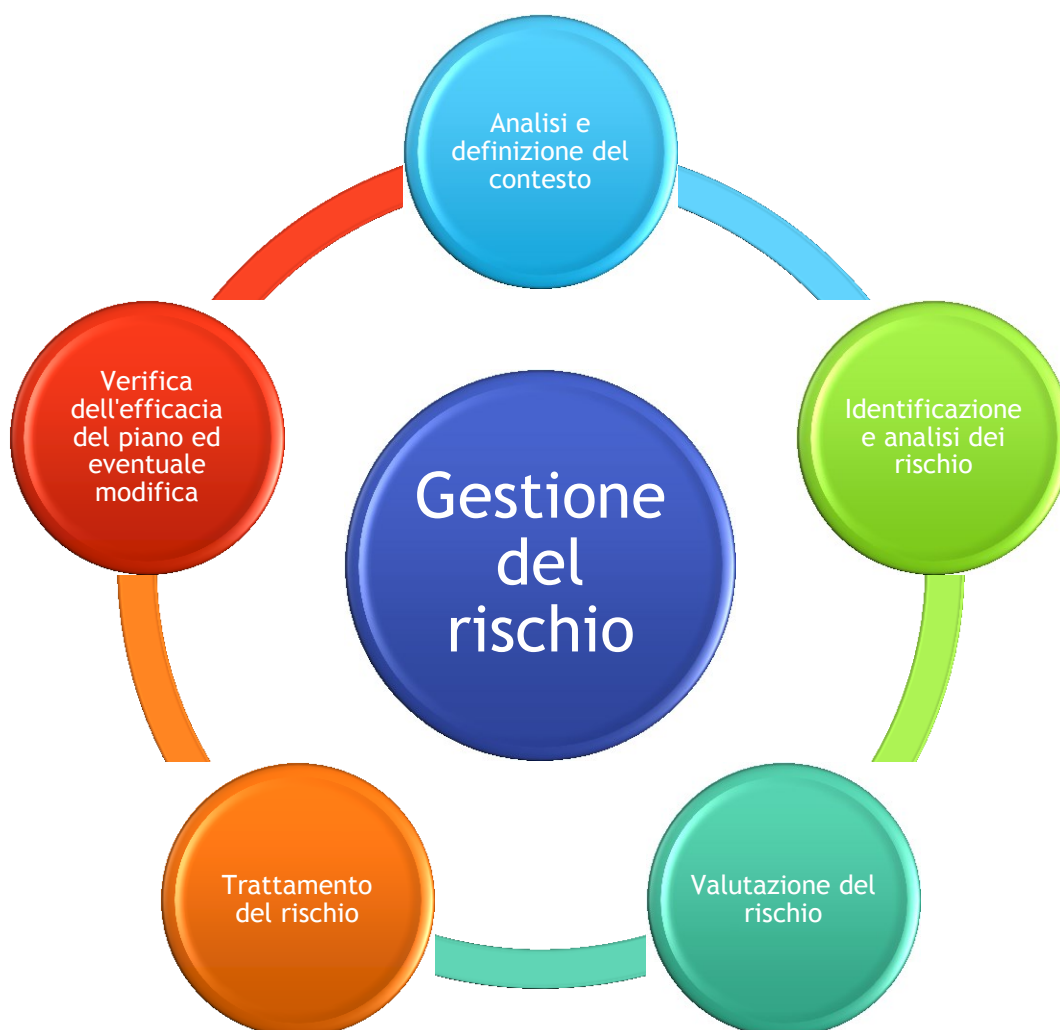 Analisi e
definizione del
contesto
Identificazione
e analisi dei
rischio
Valutazione del
rischio
Trattamento
del rischio
Verifica
dell'efficacia
del piano ed
eventuale
modifica
Gestione
del
rischio